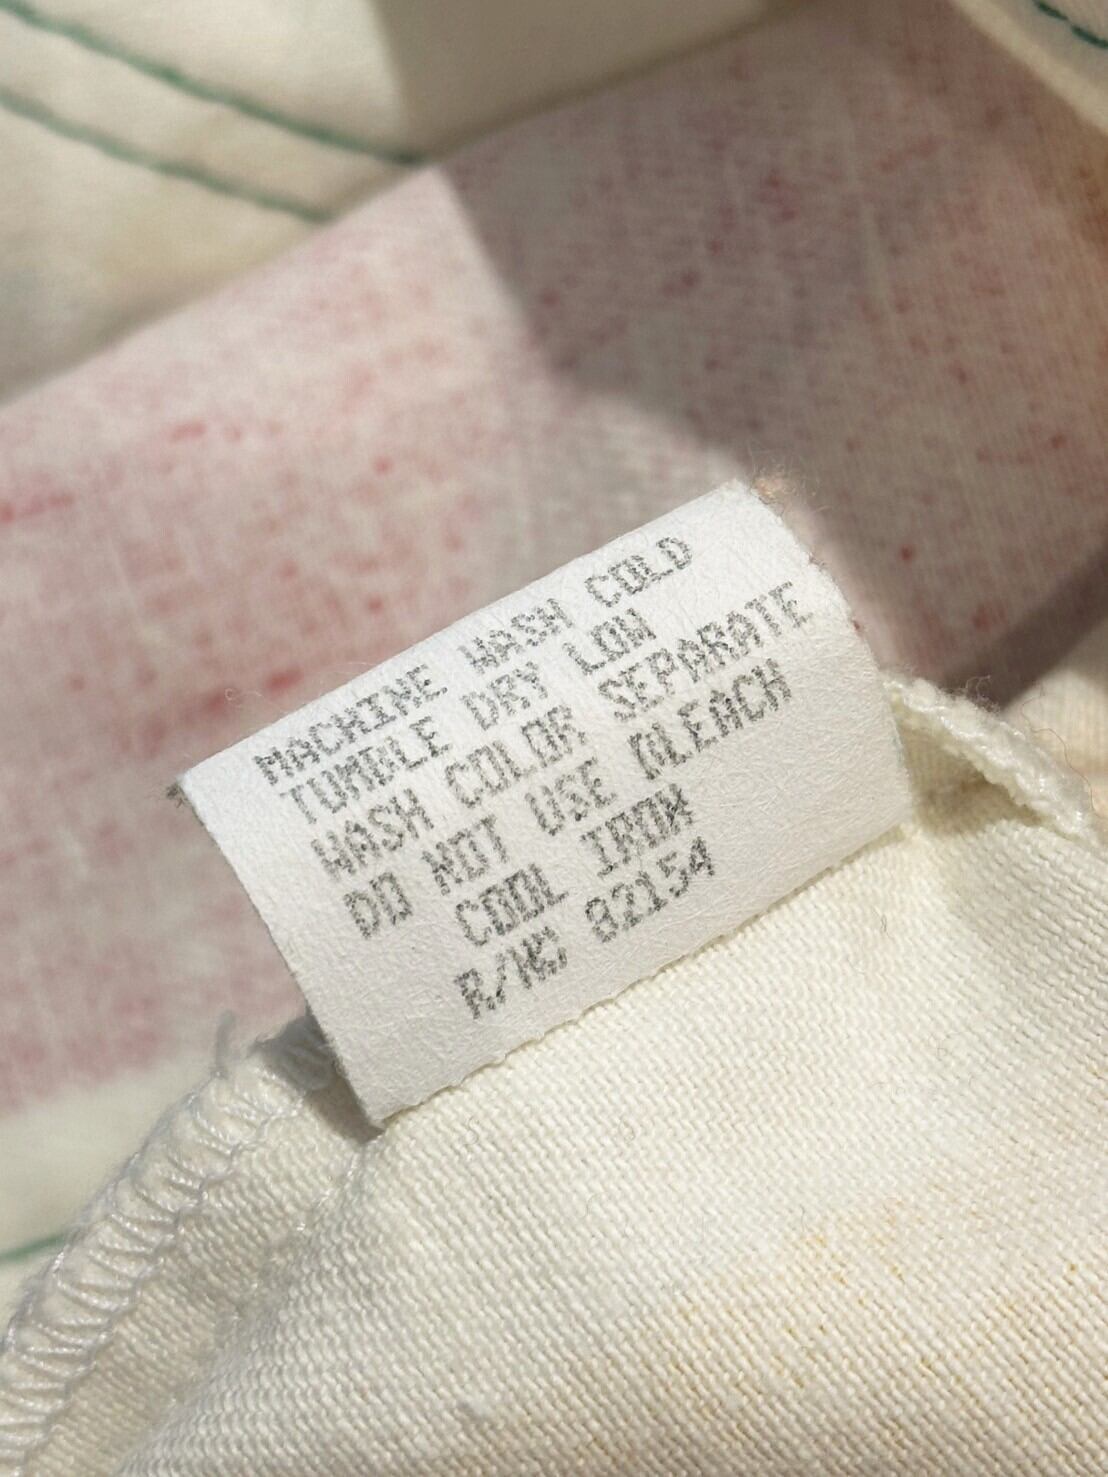 MACHINE WASH COLD
TUMBLE DRY LOW
WASH COLOR SEPARATE
DO NOT USE BLEACH
COOL IRON
R/NO 82154